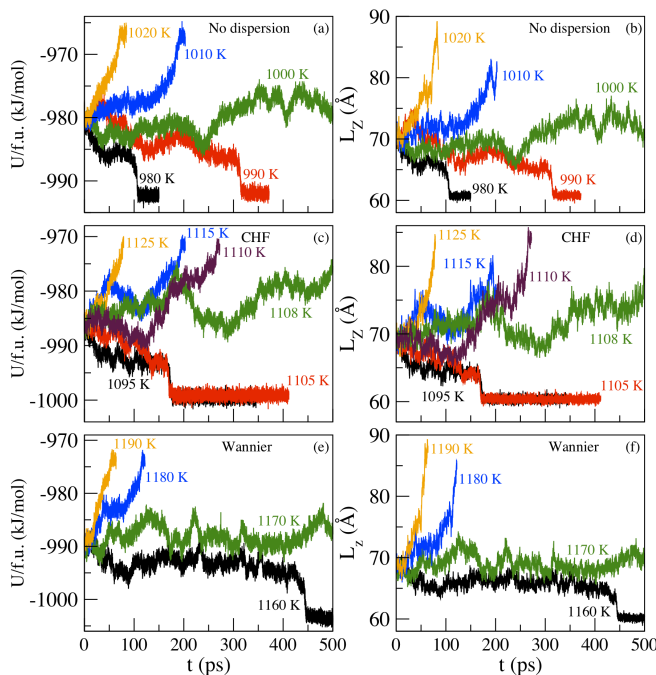 No dispersion (a)
1020 K
1010 K
1000 K
990 K
980 K
-970
-980
-990
U/f.u. (kJ/mol)
No dispersion (b)
1020 K
1010 K
1000 K
990 K
980 K
90
80
70
60
L_Z (Å)
CHF
(c)
1125 K
1115 K
1110 K
1108 K
1105 K
1095 K
-970
-980
-990
-1000
U/f.u. (kJ/mol)
CHF
(d)
1125 K
1115 K
1110 K
1108 K
1105 K
1095 K
80
70
60
L_Z (Å)
Wannier (e)
1190 K
1180 K
1170 K
1160 K
-970
-980
-990
-1000
U/f.u. (kJ/mol)
0 100 200 300 400 500
t (ps)
Wannier (f)
1190 K
1180 K
1170 K
1160 K
90
80
70
60
L_z (Å)
0 100 200 300 400 500
t (ps)